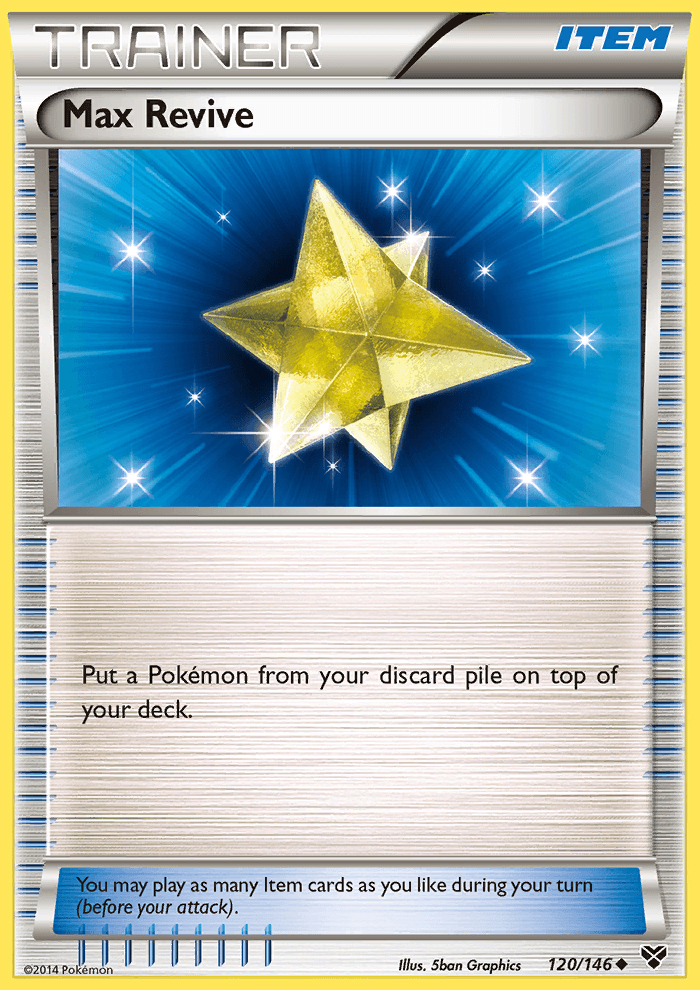 TRAINER
ITEM
Max Revive
Put a Pokémon from your discard pile on top of
your deck.
You may play as many Item cards as you like during your turn
(before your attack).
©2014 Pokémon
Illus. 5ban Graphics
120/146